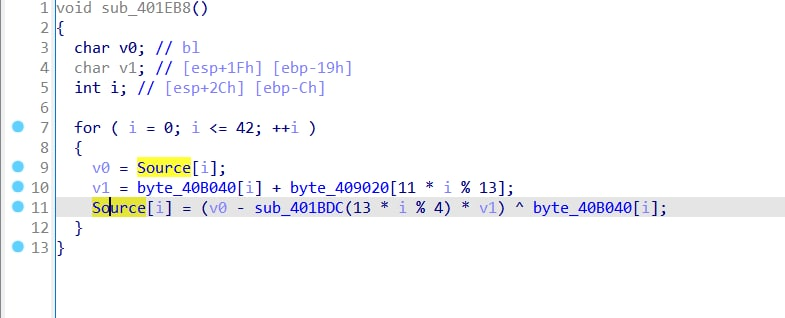 1 void sub_401EB8()
2 {
3 char v0; // bl
4 char v1; // [esp+1Fh] [ebp-19h]
5 int i; // [esp+2Ch] [ebp-Ch]
6
7 for ( i = 0; i <= 42; ++i )
8 {
9 v0 = Source[i];
10 v1 = byte_40B040[i] + byte_409020[11 * i % 13];
11 Source[i] = (v0 - sub_401BDC(13 * i % 4) * v1) ^ byte_40B040[i];
12 }
13 }